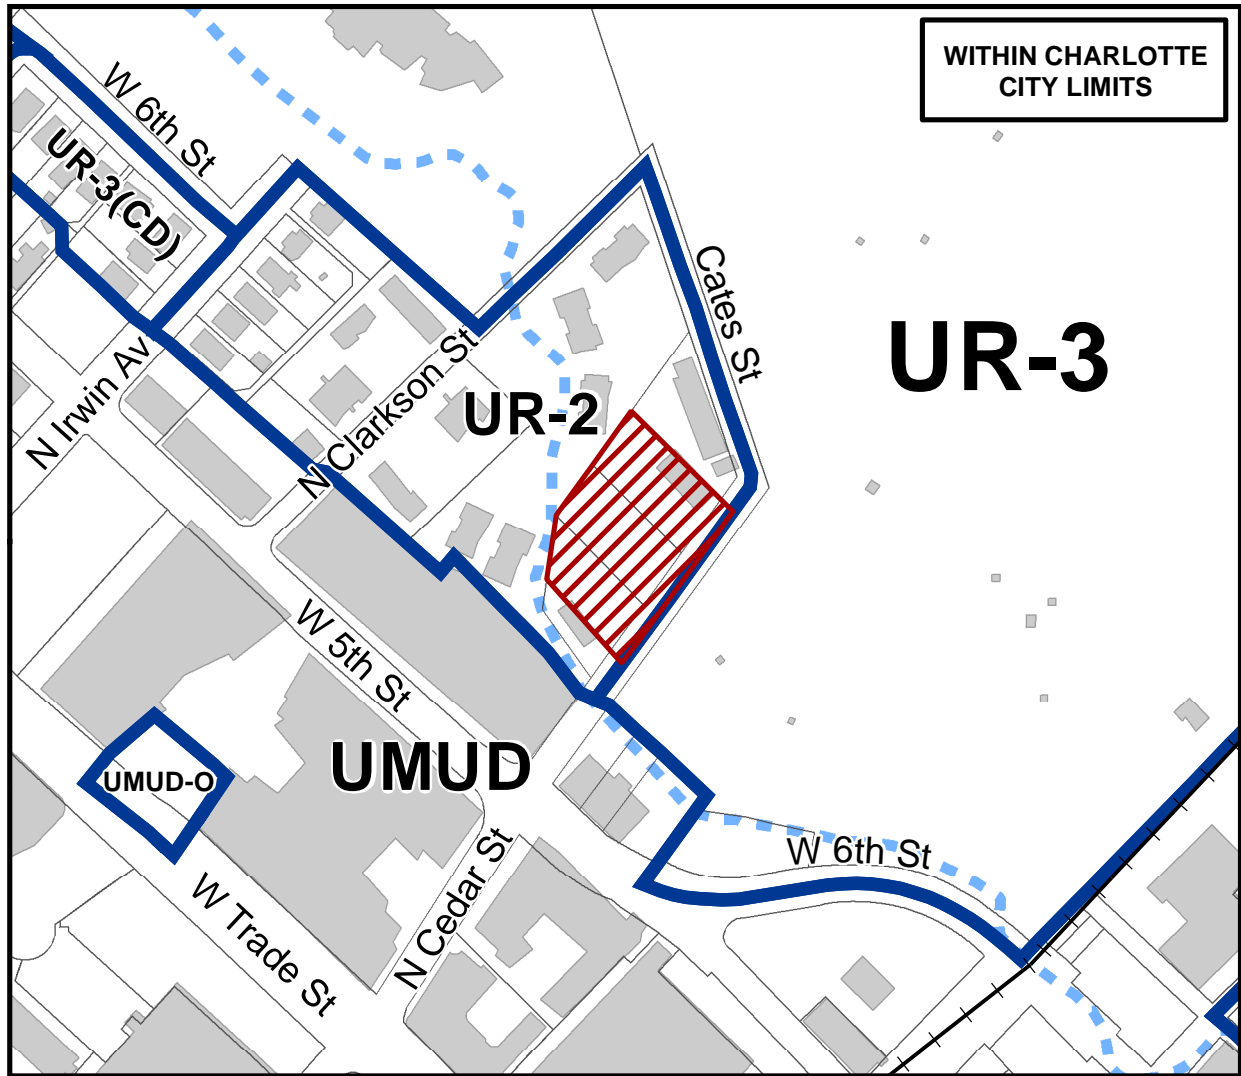 WITHIN CHARLOTTE
CITY LIMITS
W 6th St
UR-3(CD)
Cates St
UR-3
N Irwin Av
N Clarkson St
UR-2
W 5th St
UMUD
UMUD-O
W 6th St
N Cedar St
W Trade St